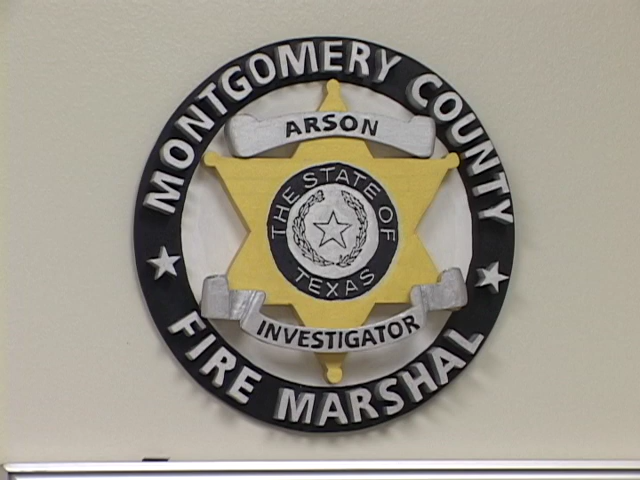 MONTGOMERY COUNTY
ARSON
THE STATE OF
TEXAS
INVESTIGATOR
FIRE MARSHAL